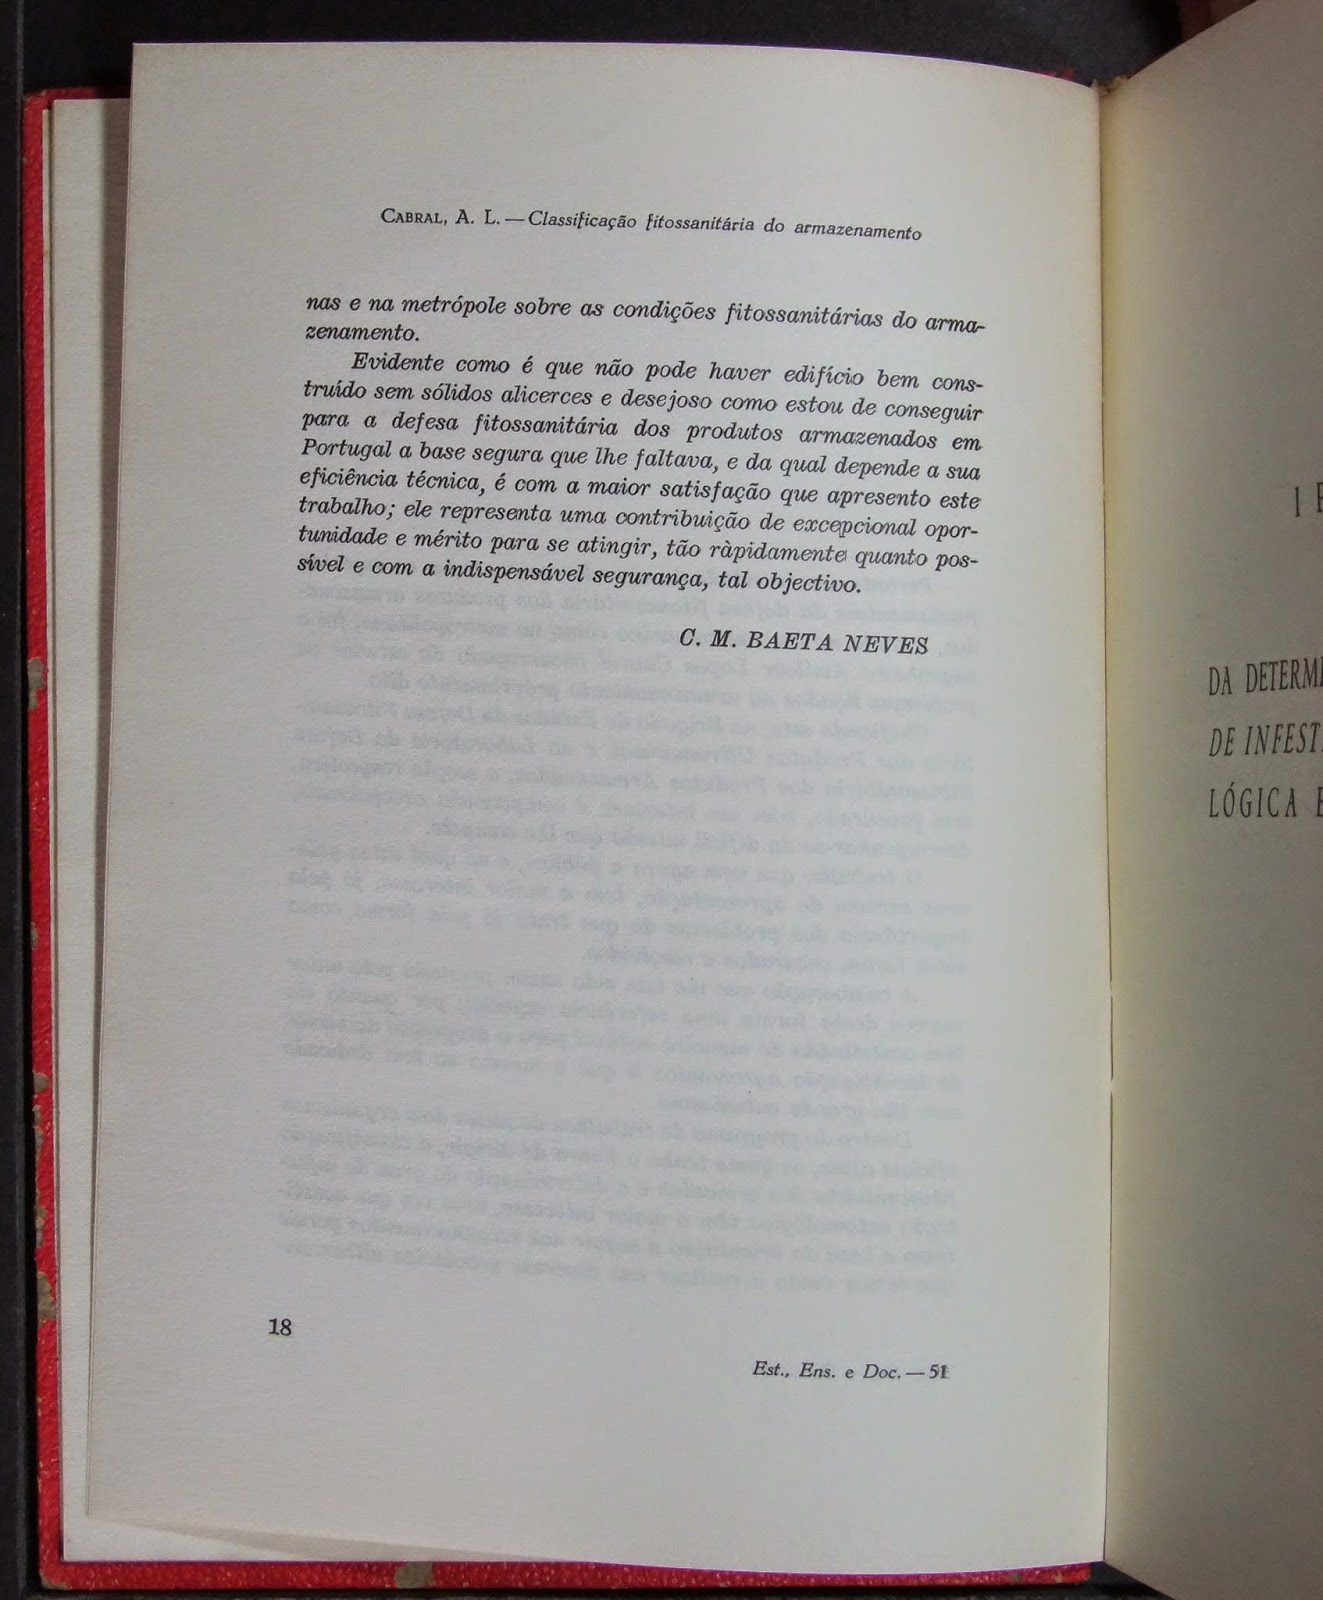 CABRAL, A. L. — Classificação fitossanitária do armazenamento
nas e na metrópole sobre as condições fitossanitárias do arma-
zenamento.
Evidente como é que não pode haver edifício bem cons-
truído sem sólidos alicerces e desejoso como estou de conseguir
para a defesa fitossanitária dos produtos armazenados em
Portugal a base segura que lhe faltava, e da qual depende a sua
eficiência técnica, é com a maior satisfação que apresento este
trabalho; ele representa uma contribuição de excepcional opor-
tunidade e mérito para se atingir, tão ràpidamente quanto pos-
sível e com a indispensável segurança, tal objectivo.
C. M. BAETA NEVES
18
Est., Ens. e Doc. — 51
I
DA DETERMI
DE INFEST
LÓGICA E